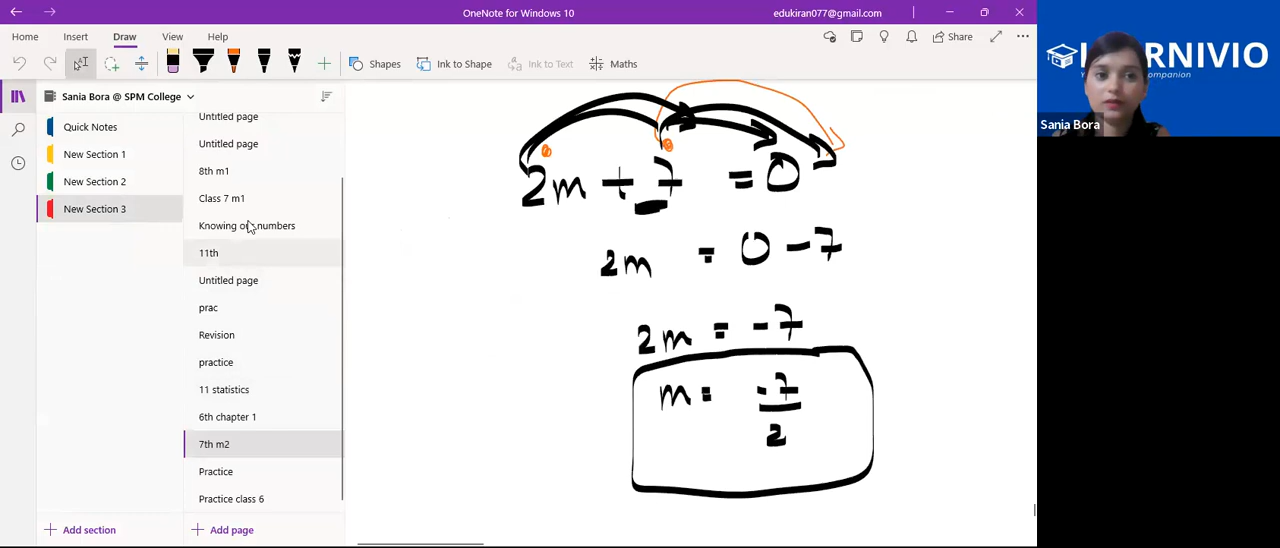 OneNote for Windows 10
edukiran077@gmail.com
Home Insert Draw View Help
Share
Shapes Ink to Shape Ink to Text Maths
Sania Bora @ SPM College
Quick Notes
New Section 1
New Section 2
New Section 3
Add section
Untitled page
Untitled page
8th m1
Class 7 m1
Knowing our numbers
11th
Untitled page
prac
Revision
practice
11 statistics
6th chapter 1
7th m2
Practice
Practice class 6
Add page
2m + 7 = 0
2m = 0 - 7
2m = -7
m = -7
2
Sania Bora